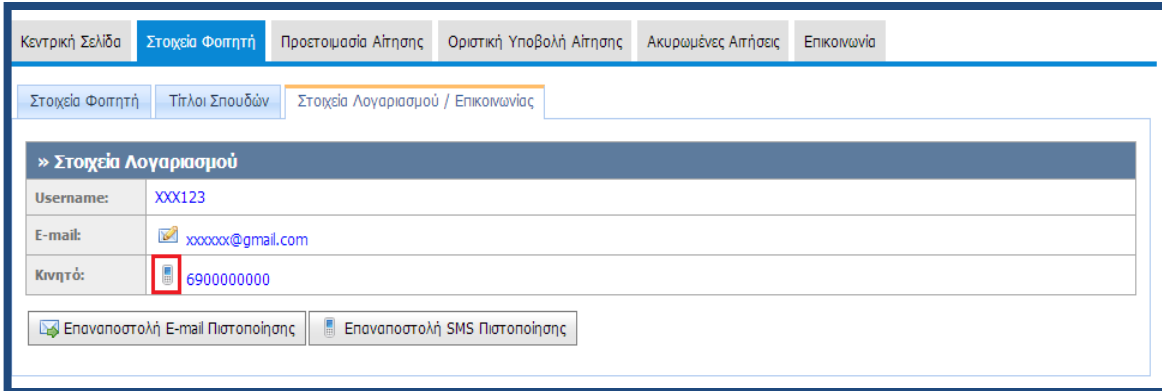 Κεντρική Σελίδα Στοιχεία Φοιτητή Προετοιμασία Αίτησης Οριστική Υποβολή Αίτησης Ακυρωμένες Αιτήσεις Επικοινωνία
Στοιχεία Φοιτητή Τίτλοι Σπουδών Στοιχεία Λογαριασμού / Επικοινωνίας
» Στοιχεία Λογαριασμού
Username: XXX123
E-mail: xxxxxx@gmail.com
Κινητό: 6900000000
Επαναποστολή E-mail Πιστοποίησης Επαναποστολή SMS Πιστοποίησης